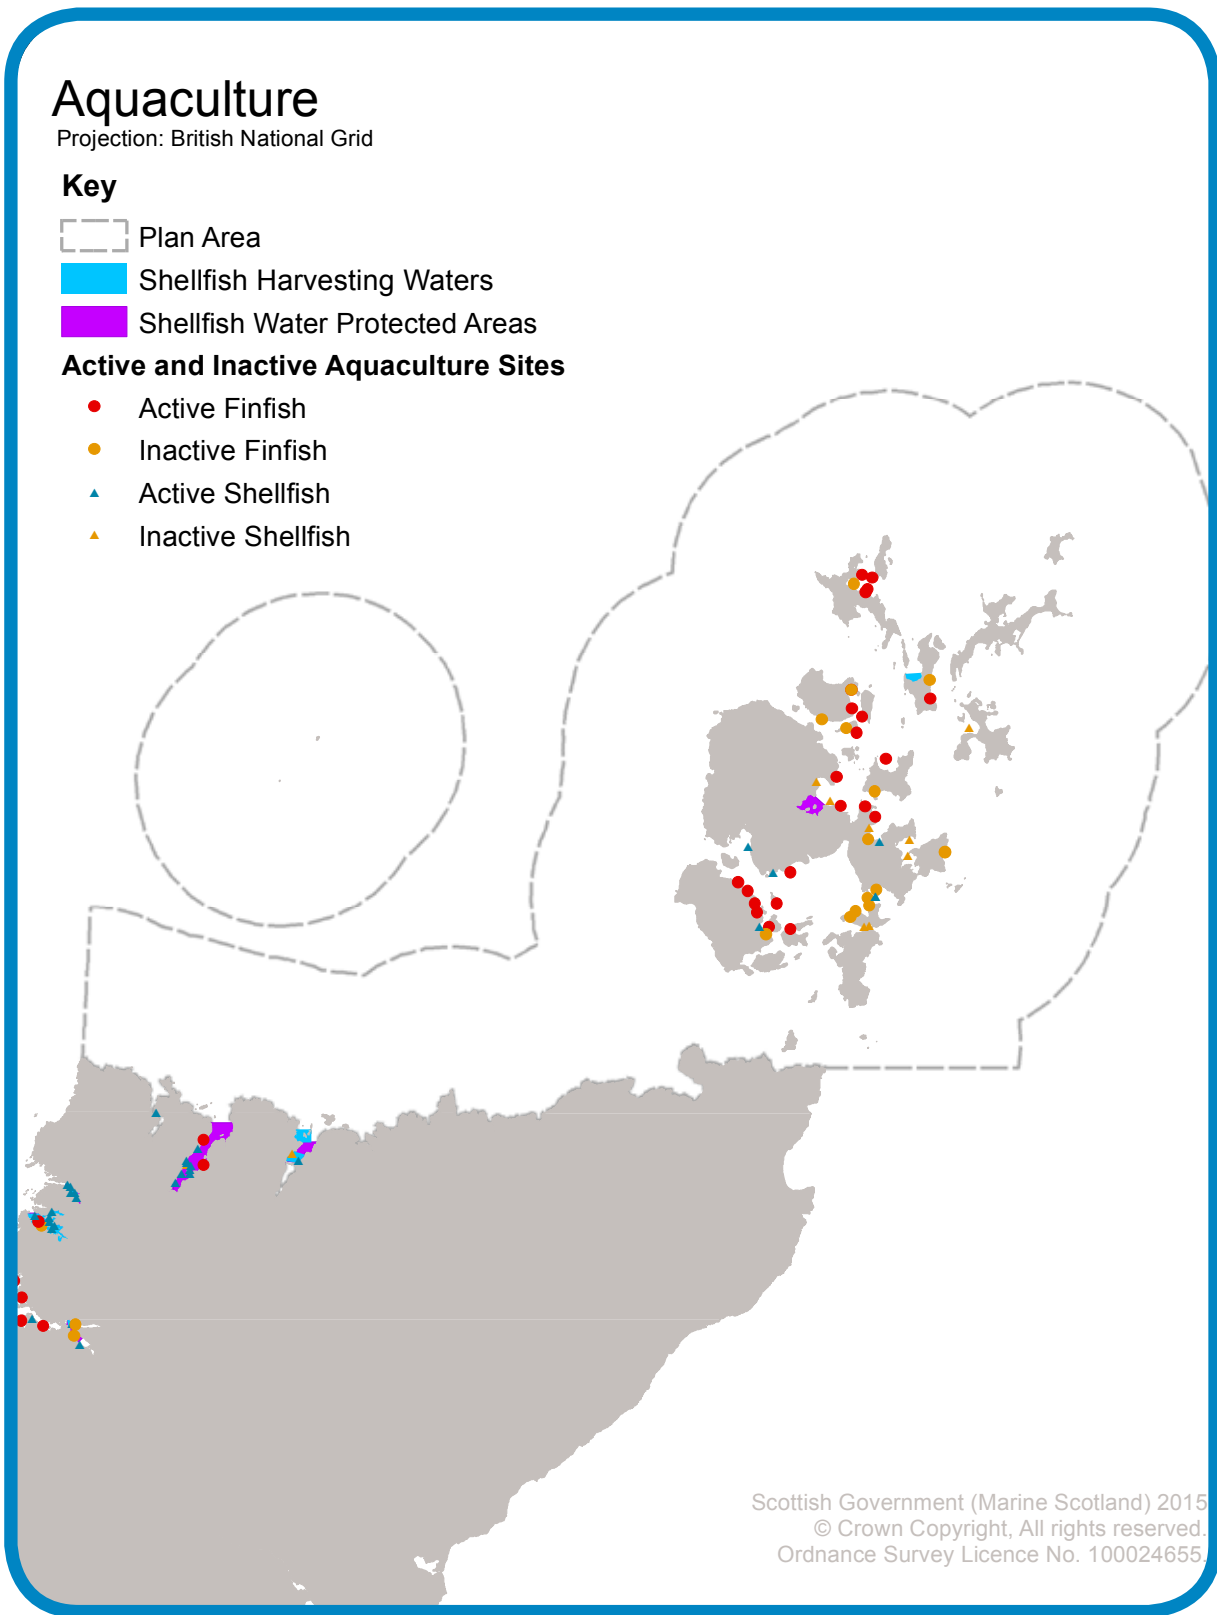 Aquaculture
Projection: British National Grid
Key
Plan Area
Shellfish Harvesting Waters
Shellfish Water Protected Areas
Active and Inactive Aquaculture Sites
Active Finfish
Inactive Finfish
Active Shellfish
Inactive Shellfish
Scottish Government (Marine Scotland) 2015
© Crown Copyright, All rights reserved.
Ordnance Survey Licence No. 100024655.